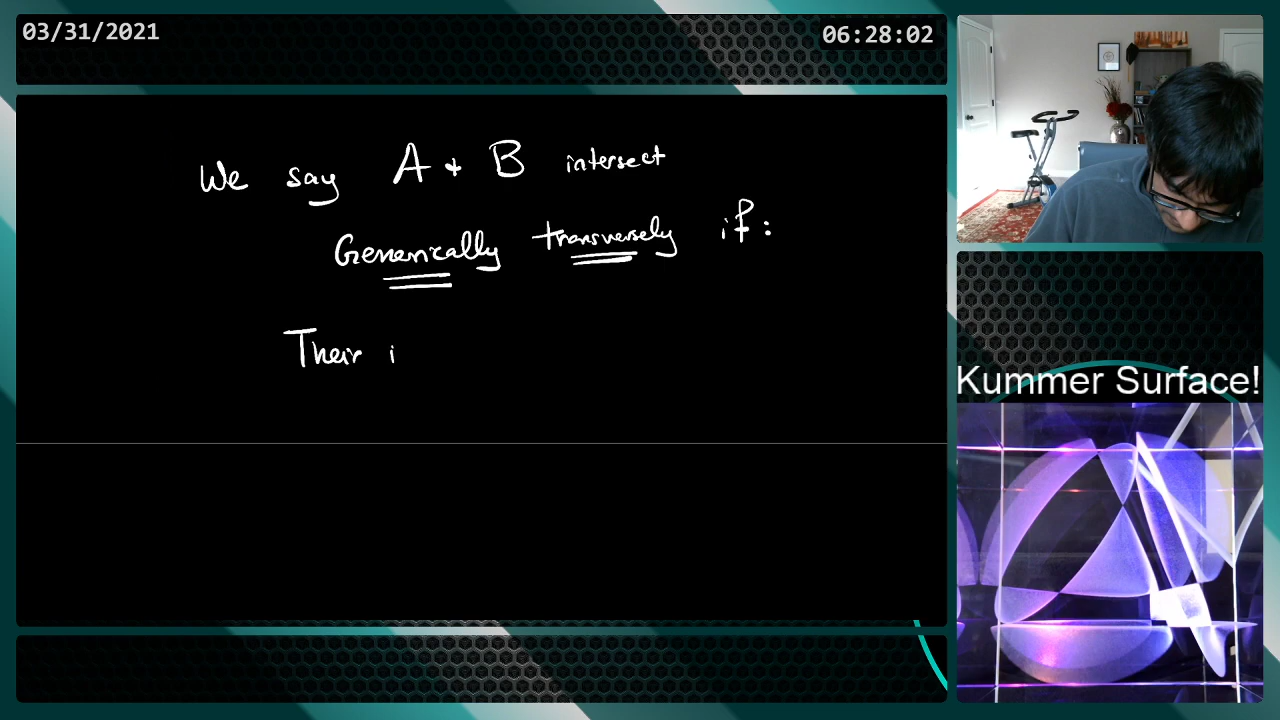 03/31/2021
06:28:02
We say A + B intersect
Generically transversely if:
Their i
Kummer Surface!